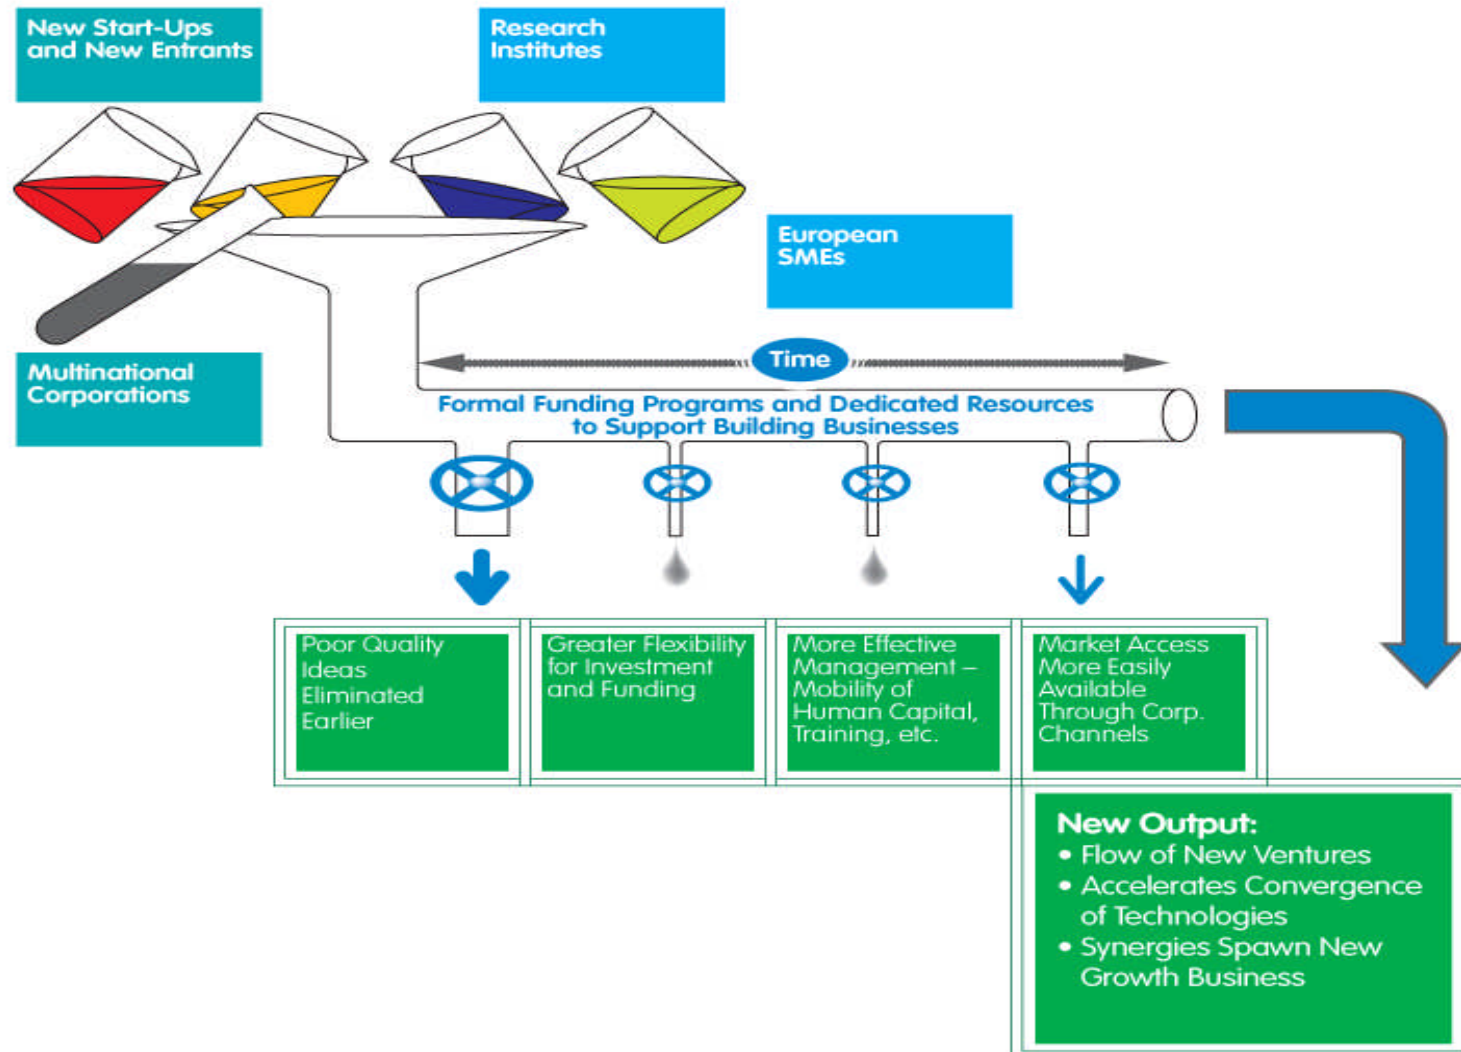 New Start-Ups
and New Entrants
Research
Institutes
European
SMEs
Multinational
Corporations
Time
Formal Funding Programs and Dedicated Resources
to Support Building Businesses
Poor Quality
Ideas
Eliminated
Earlier
Greater Flexibility
for Investment
and Funding
More Effective
Management –
Mobility of
Human Capital,
Training, etc.
Market Access
More Easily
Available
Through Corp.
Channels
New Output:
• Flow of New Ventures
• Accelerates Convergence
of Technologies
• Synergies Spawn New
Growth Business